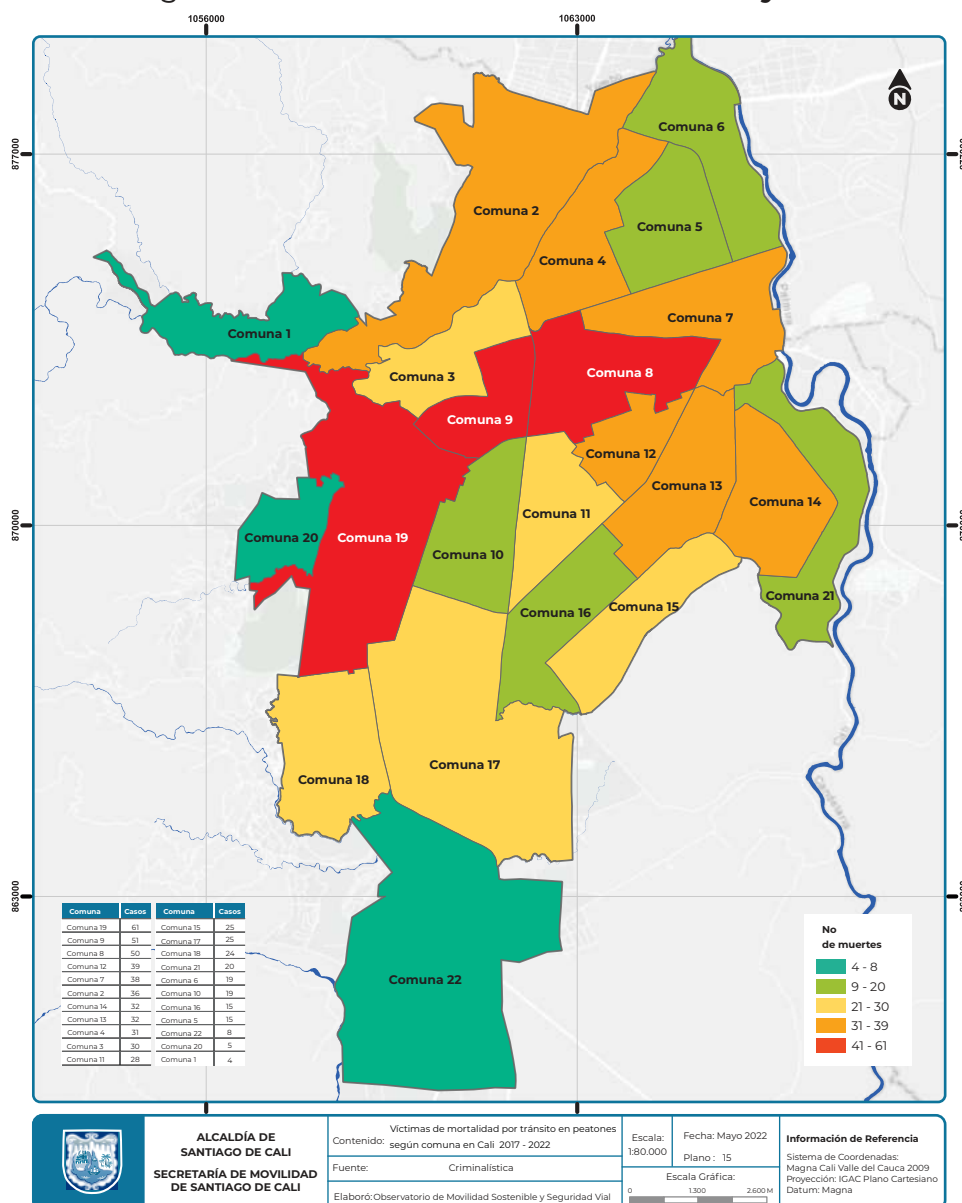 1056000
1063000
877000
N
Comuna 6
Comuna 2
Comuna 5
Comuna 4
Comuna 7
Comuna 1
Comuna 3
Comuna 8
Comuna 9
Comuna 12
Comuna 13
Comuna 14
Comuna 11
870000
Comuna 20
Comuna 19
Comuna 10
Comuna 21
Comuna 16
Comuna 15
Comuna 17
Comuna 18
863000
Comuna 22
Comuna Casos Comuna Casos
Comuna 19 61 Comuna 15 25
Comuna 9 51 Comuna 17 25
Comuna 8 50 Comuna 18 24
Comuna 12 39 Comuna 21 20
Comuna 7 38 Comuna 6 19
Comuna 2 36 Comuna 10 19
Comuna 14 32 Comuna 16 15
Comuna 13 32 Comuna 5 15
Comuna 4 31 Comuna 22 8
Comuna 3 30 Comuna 20 5
Comuna 11 28 Comuna 1 4
No
de muertes
4 - 8
9 - 20
21 - 30
31 - 39
41 - 61
ALCALDÍA DE
SANTIAGO DE CALI
SECRETARÍA DE MOVILIDAD
DE SANTIAGO DE CALI
Contenido: Víctimas de mortalidad por tránsito en peatones
según comuna en Cali 2017 - 2022
Fuente: Criminalística
Elaboró: Observatorio de Movilidad Sostenible y Seguridad Vial
Escala:
1:80.000
Fecha: Mayo 2022
Plano : 15
Escala Gráfica:
0 1.300 2.600 M
Información de Referencia
Sistema de Coordenadas:
Magna Cali Valle del Cauca 2009
Proyección: IGAC Plano Cartesiano
Datum: Magna